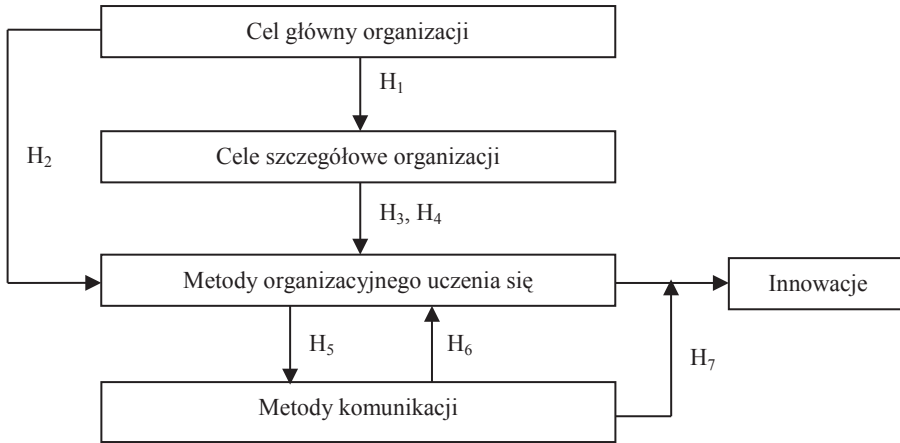 Cel główny organizacji
H₁
H₂
Cele szczegółowe organizacji
H₃, H₄
Metody organizacyjnego uczenia się
Innowacje
H₅
H₆
H₇
Metody komunikacji